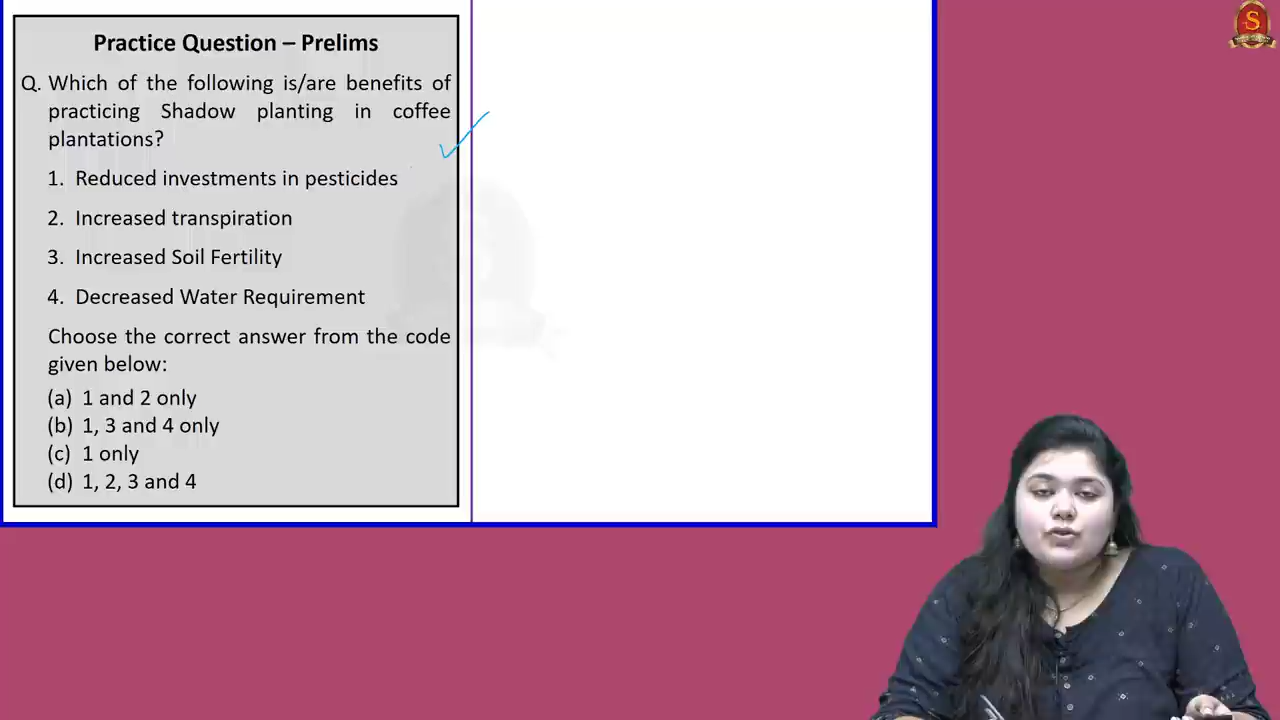 Practice Question – Prelims
Q. Which of the following is/are benefits of
practicing Shadow planting in coffee
plantations?
1. Reduced investments in pesticides
2. Increased transpiration
3. Increased Soil Fertility
4. Decreased Water Requirement
Choose the correct answer from the code
given below:
(a) 1 and 2 only
(b) 1, 3 and 4 only
(c) 1 only
(d) 1, 2, 3 and 4
S